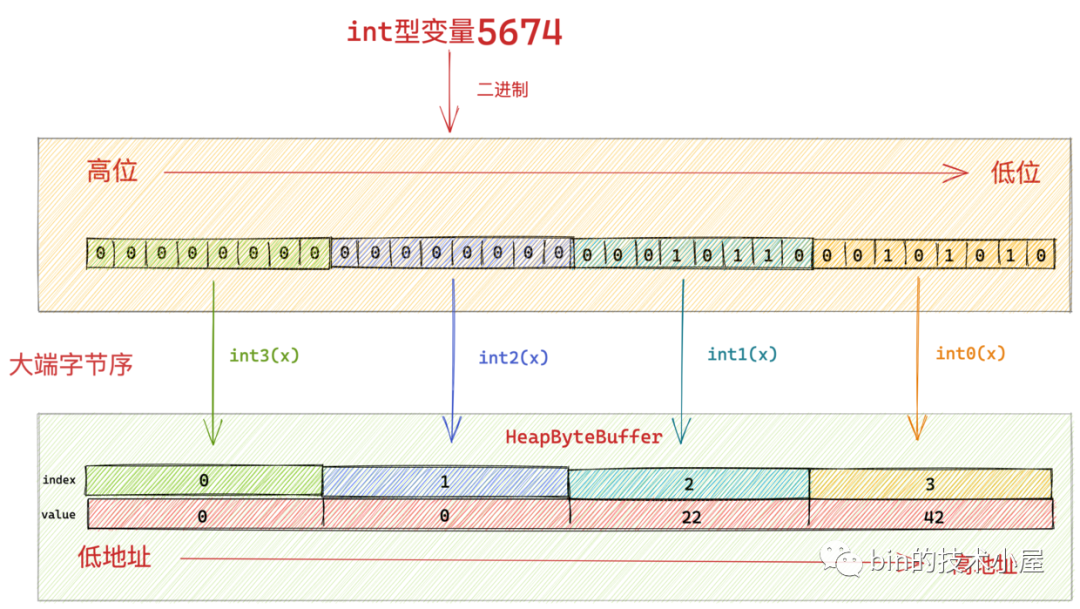 int型变量5674
二进制
高位
低位
0 0 0 0 0 0 0 0 0 0 0 0 0 0 0 0 0 0 0 1 0 1 1 0 0 0 1 0 1 0 1 0
大端字节序
int3(x)
int2(x)
int1(x)
int0(x)
HeapByteBuffer
index 0 1 2 3
value 0 0 22 42
低地址
高地址
bin的技术小屋